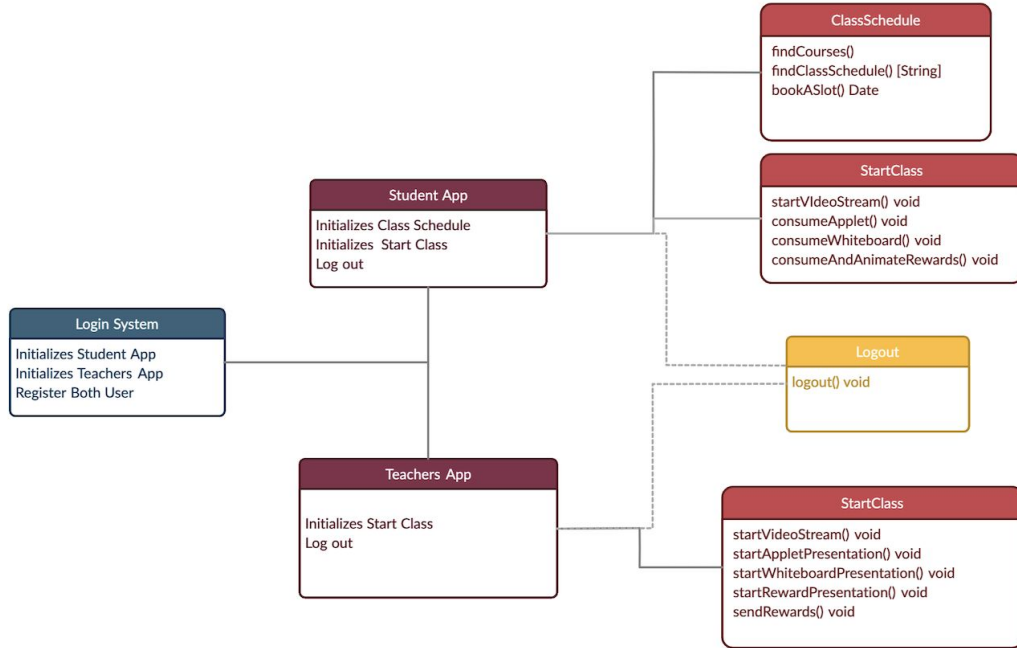 ClassSchedule
findCourses()
findClassSchedule() [String]
bookASlot() Date
StartClass
startVIdeoStream() void
consumeApplet() void
consumeWhiteboard() void
consumeAndAnimateRewards() void
Student App
Initializes Class Schedule
Initializes Start Class
Log out
Login System
Initializes Student App
Initializes Teachers App
Register Both User
Logout
logout() void
Teachers App
Initializes Start Class
Log out
StartClass
startVideoStream() void
startAppletPresentation() void
startWhiteboardPresentation() void
startRewardPresentation() void
sendRewards() void